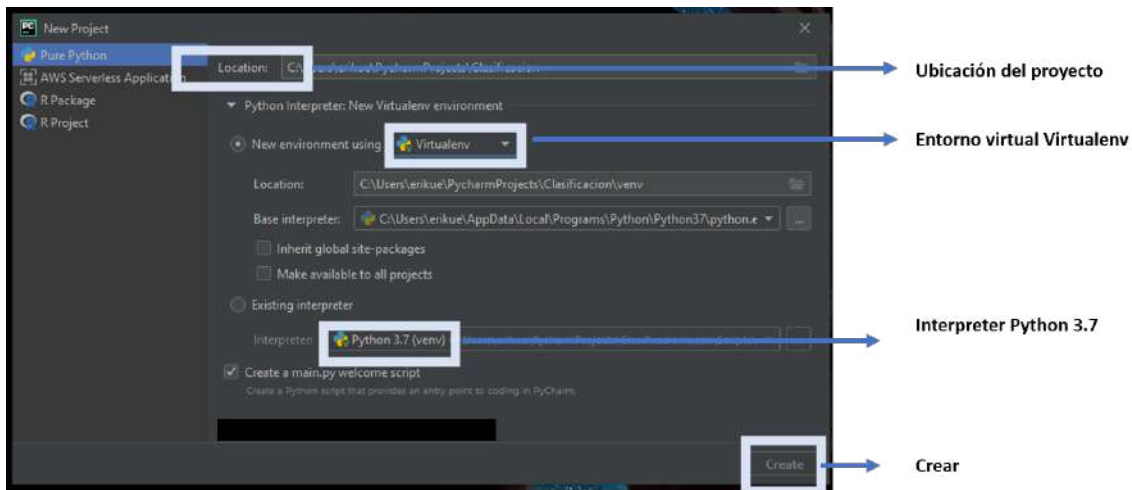 New Project
Pure Python
AWS Serverless Application
R Package
R Project
Location: C:\Users\erikue\PycharmProjects\Clasificacion
Python Interpreter: New Virtualenv environment
New environment using Virtualenv
Location: C:\Users\erikue\PycharmProjects\Clasificacion\venv
Base interpreter: C:\Users\erikue\AppData\Local\Programs\Python\Python37\python.e
...
Inherit global site-packages
Make available to all projects
Existing interpreter
Interpreter: Python 3.7 (venv)
Create a main.py welcome script
Create a Python script that provides an entry point to coding in PyCharm.
Create
Ubicación del proyecto
Entorno virtual Virtualenv
Interpreter Python 3.7
Crear